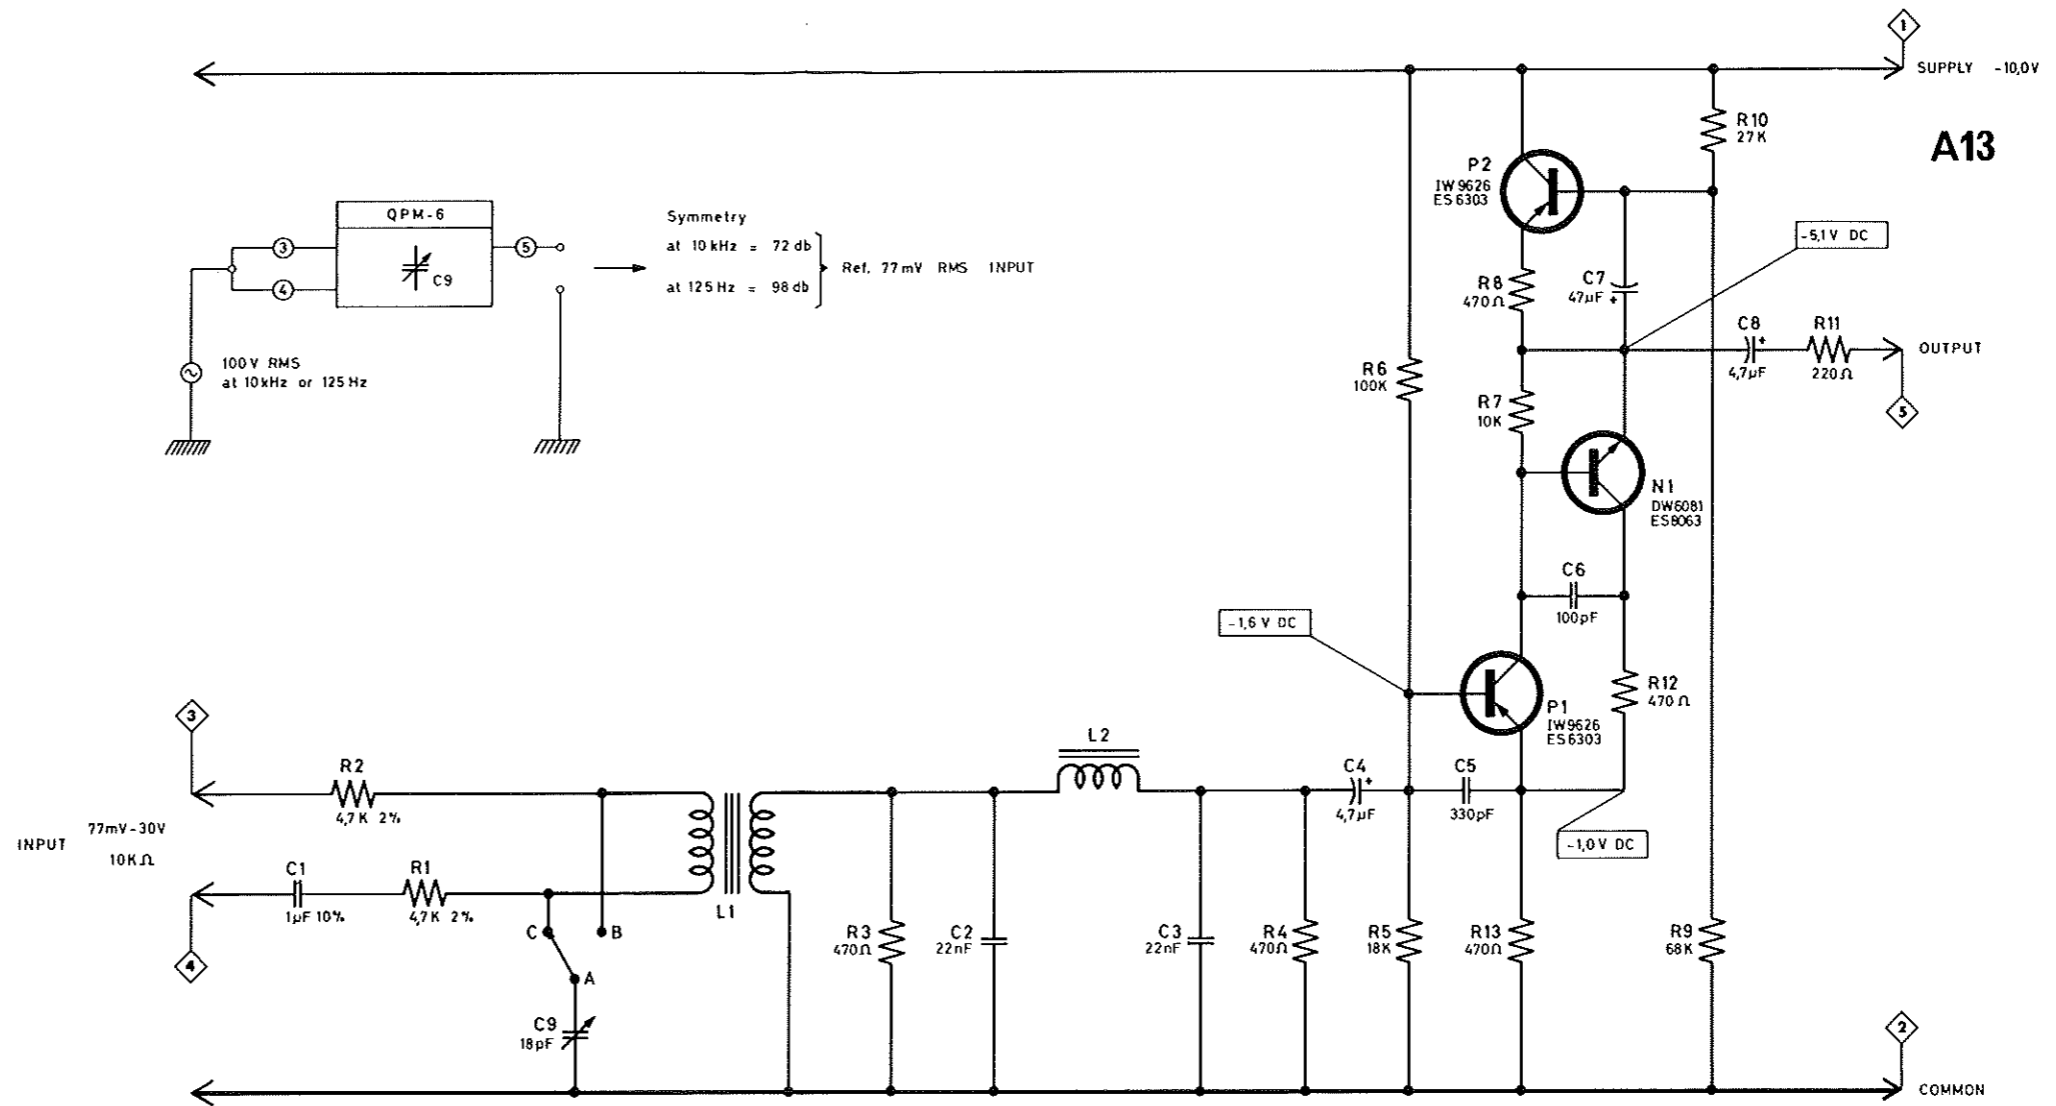 1
SUPPLY -10,0V
A13
R10
27K
P2
IW 9626
ES 6303
QPM-6
C9
3
4
5
Symmetry
at 10 kHz = 72 db
at 125 Hz = 98 db
Ref. 77mV RMS INPUT
100V RMS
at 10kHz or 125Hz
-5,1V DC
R8
470Ω
C7
47µF +
C8 +
4,7µF
R11
220Ω
OUTPUT
5
R6
100K
R7
10K
N1
DW6081
ES8063
C6
100pF
-1,6 V DC
R12
470Ω
P1
IW9626
ES6303
3
R2
4,7K 2%
L2
C4 +
4,7µF
C5
330pF
-1,0V DC
INPUT 77mV-30V
10KΩ
C1
1µF 10%
R1
4,7K 2%
L1
C
B
A
C9
18pF
R3
470Ω
C2
22nF
C3
22nF
R4
470Ω
R5
18K
R13
470Ω
R9
68K
4
2
COMMON